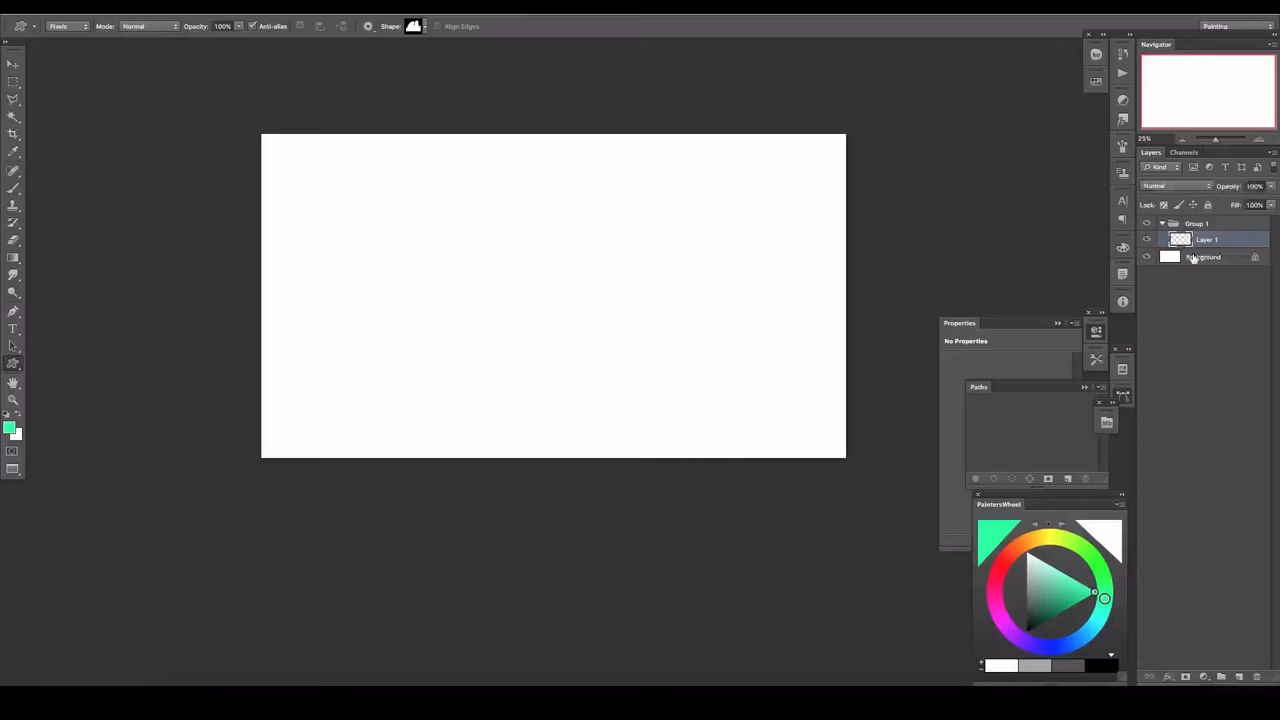 Pixels Mode: Normal Opacity: 100% Anti-alias Shape: Align Edges Painting
Navigator
25%
Layers Channels
Kind
Normal Opacity: 100%
Lock: Fill: 100%
Group 1
Layer 1
Background
Properties
No Properties
Paths
PaintersWheel